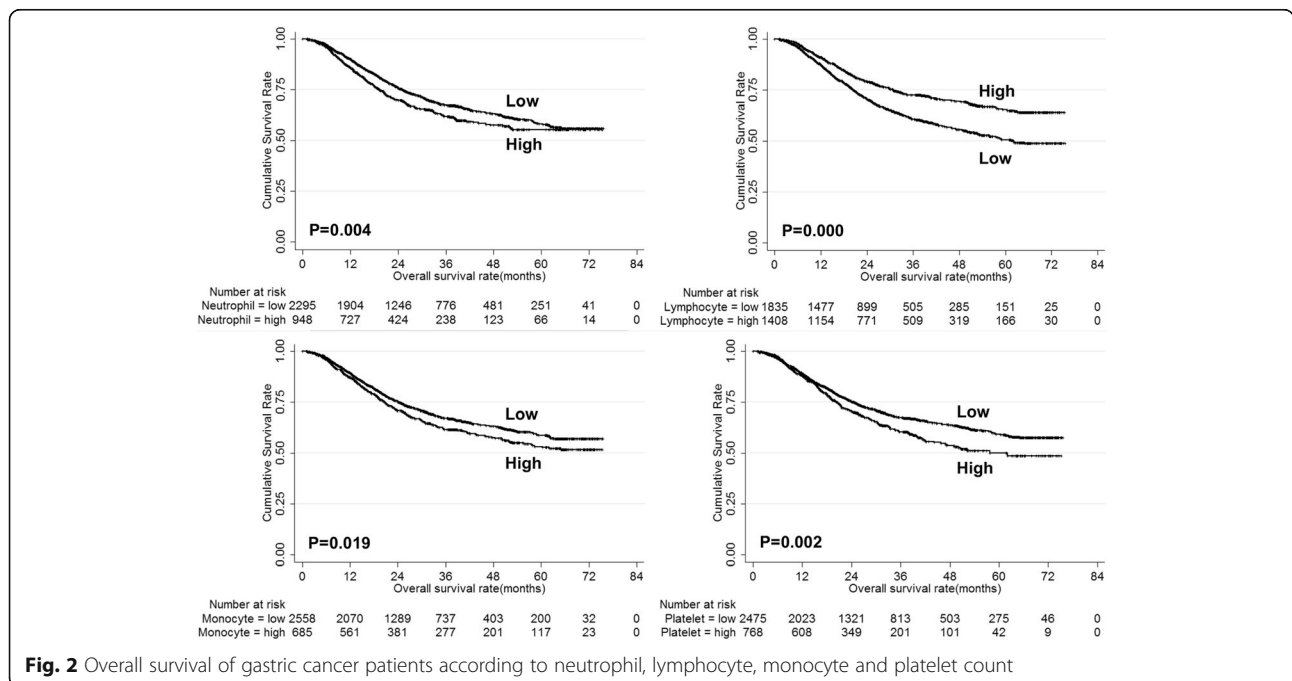 1.00
0.75
0.50
0.25
0.00
Cumulative Survival Rate
Low
High
P=0.004
0 12 24 36 48 60 72 84
Overall survival rate(months)
Number at risk
Neutrophil = low 2295 1904 1246 776 481 251 41 0
Neutrophil = high 948 727 424 238 123 66 14 0
1.00
0.75
0.50
0.25
0.00
Cumulative Survival Rate
High
Low
P=0.000
0 12 24 36 48 60 72 84
Overall survival rate(months)
Number at risk
Lymphocyte = low 1835 1477 899 505 285 151 25 0
Lymphocyte = high 1408 1154 771 509 319 166 30 0
1.00
0.75
0.50
0.25
0.00
Cumulative Survival Rate
Low
High
P=0.019
0 12 24 36 48 60 72 84
Overall survival rate(months)
Number at risk
Monocyte = low 2558 2070 1289 737 403 200 32 0
Monocyte = high 685 561 381 277 201 117 23 0
1.00
0.75
0.50
0.25
0.00
Cumulative Survival Rate
Low
High
P=0.002
0 12 24 36 48 60 72 84
Overall survival rate(months)
Number at risk
Platelet = low 2475 2023 1321 813 503 275 46 0
Platelet = high 768 608 349 201 101 42 9 0
Fig. 2 Overall survival of gastric cancer patients according to neutrophil, lymphocyte, monocyte and platelet count